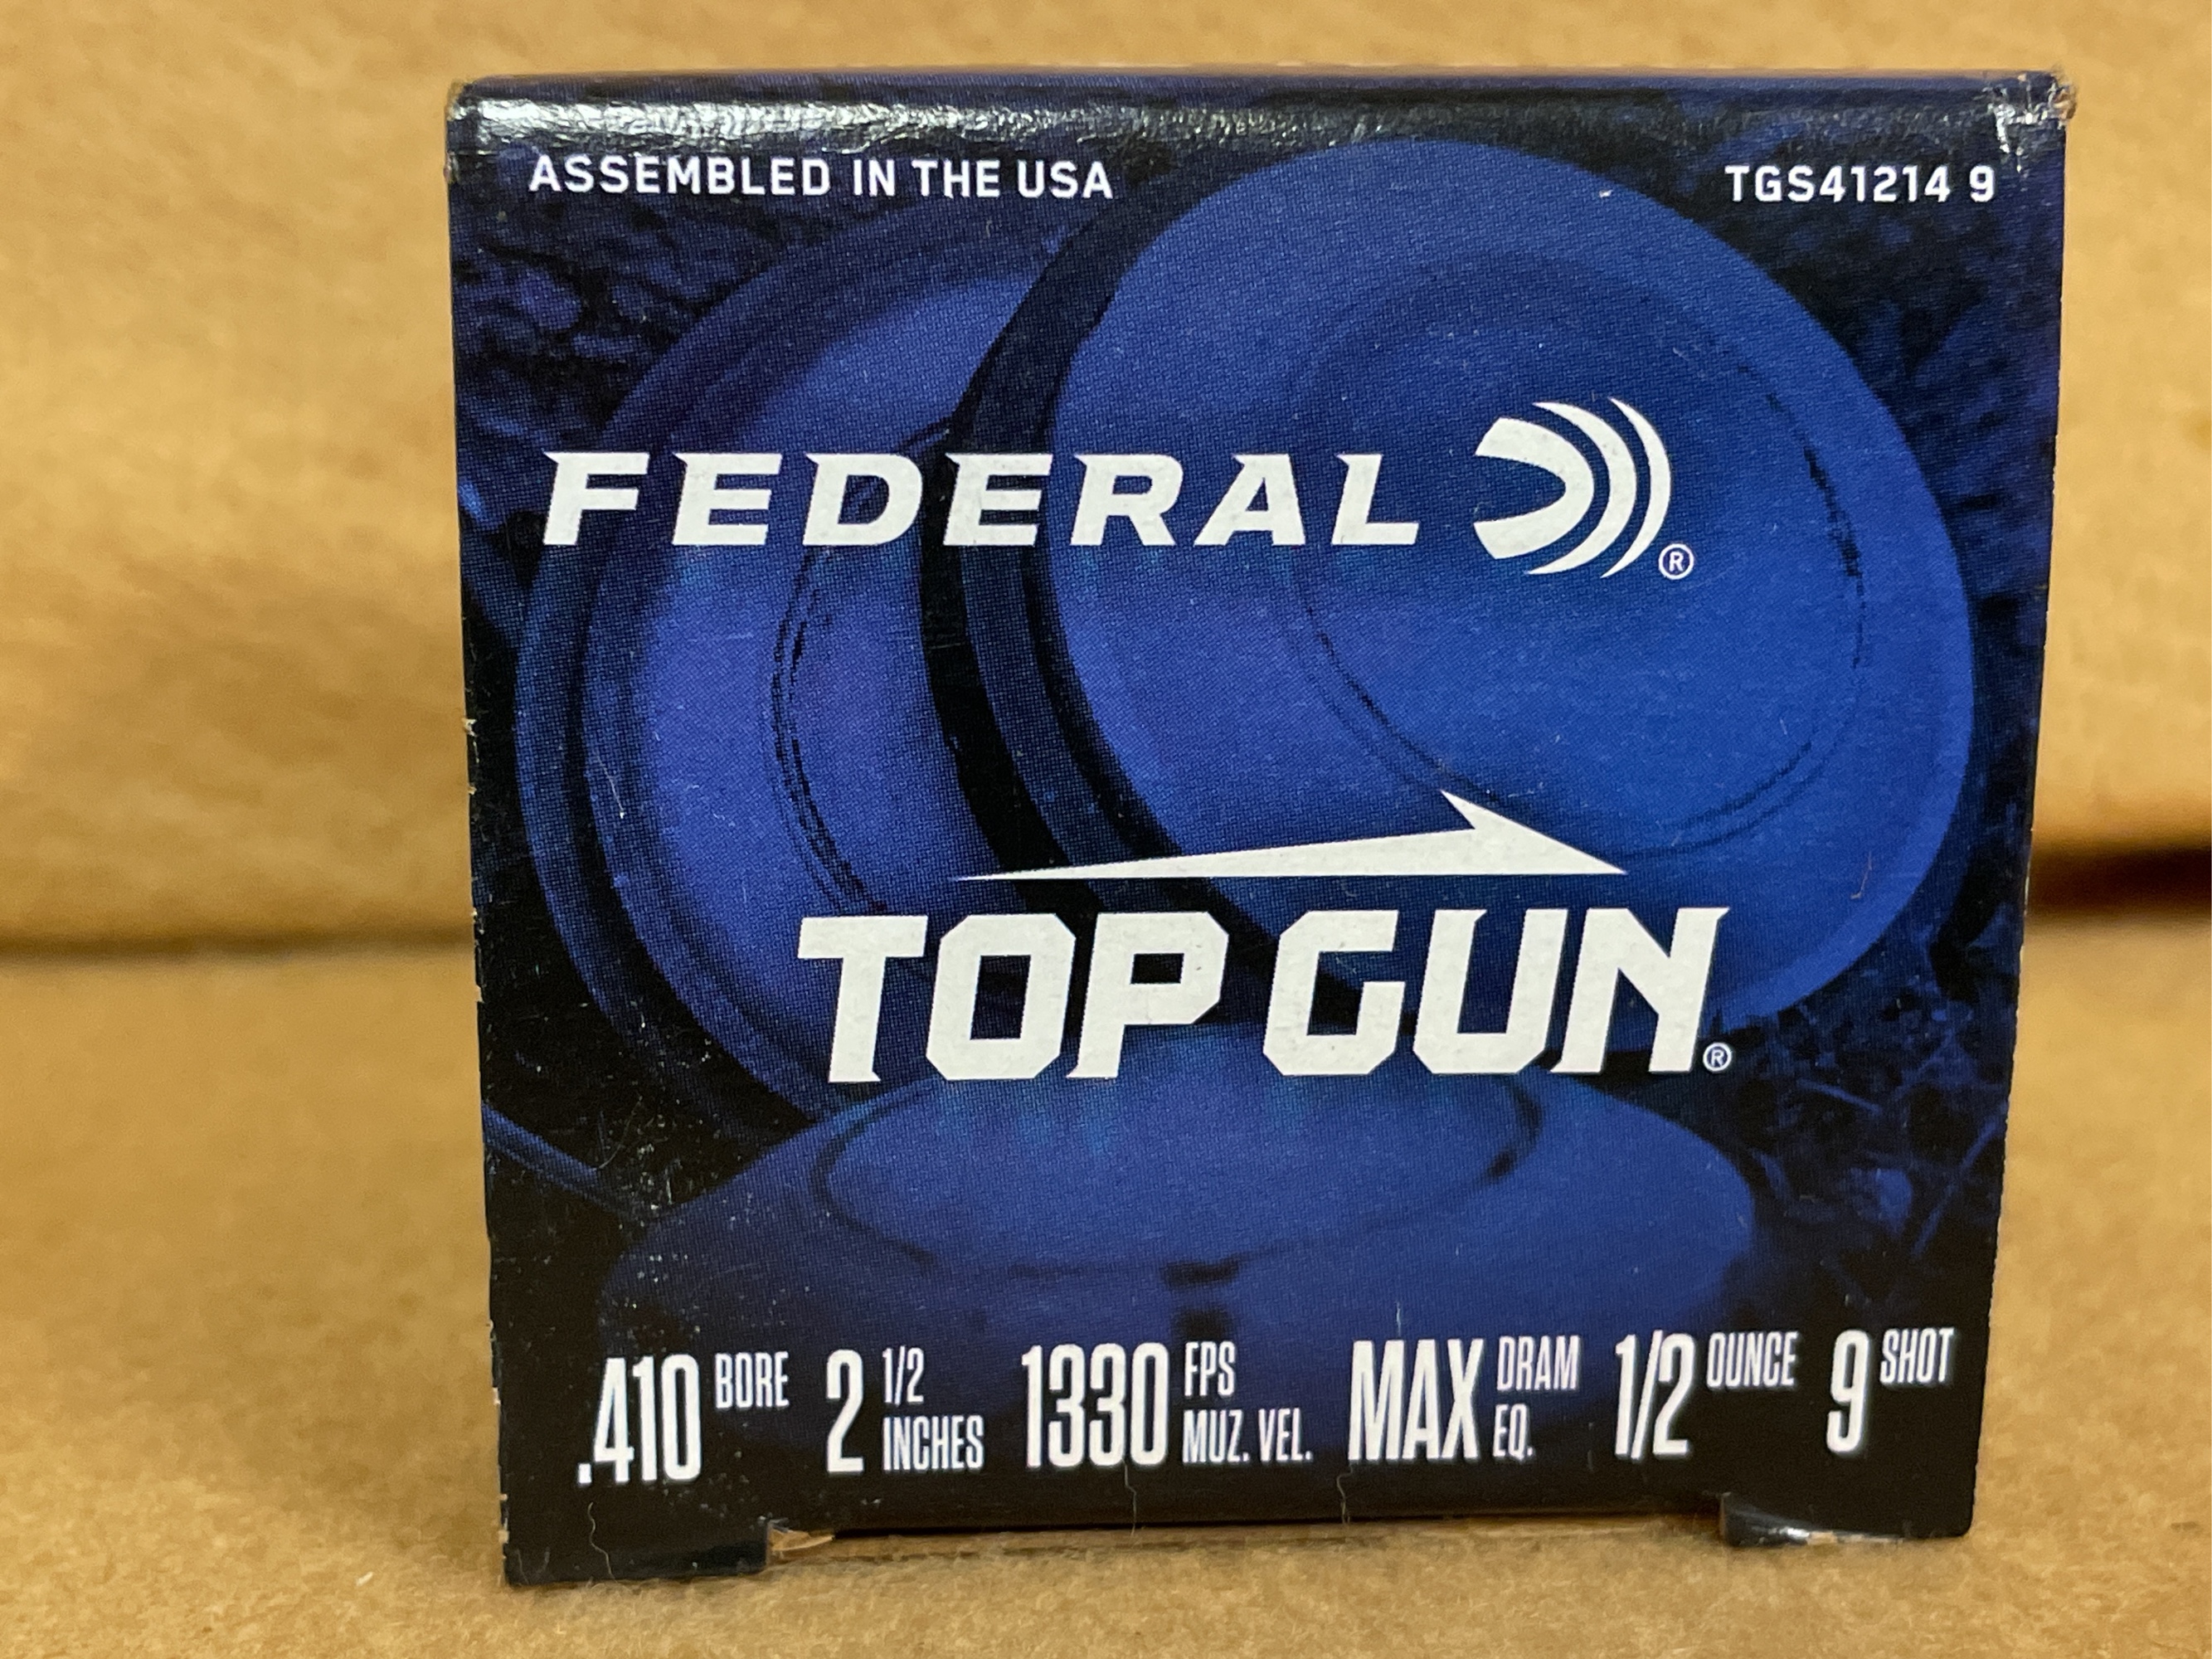 ASSEMBLED IN THE USA TGS41214 9
FEDERAL ®
TOP GUN®
.410 BORE 2 1/2 INCHES 1330 FPS MUZ. VEL. MAX DRAM EQ. 1/2 OUNCE 9 SHOT